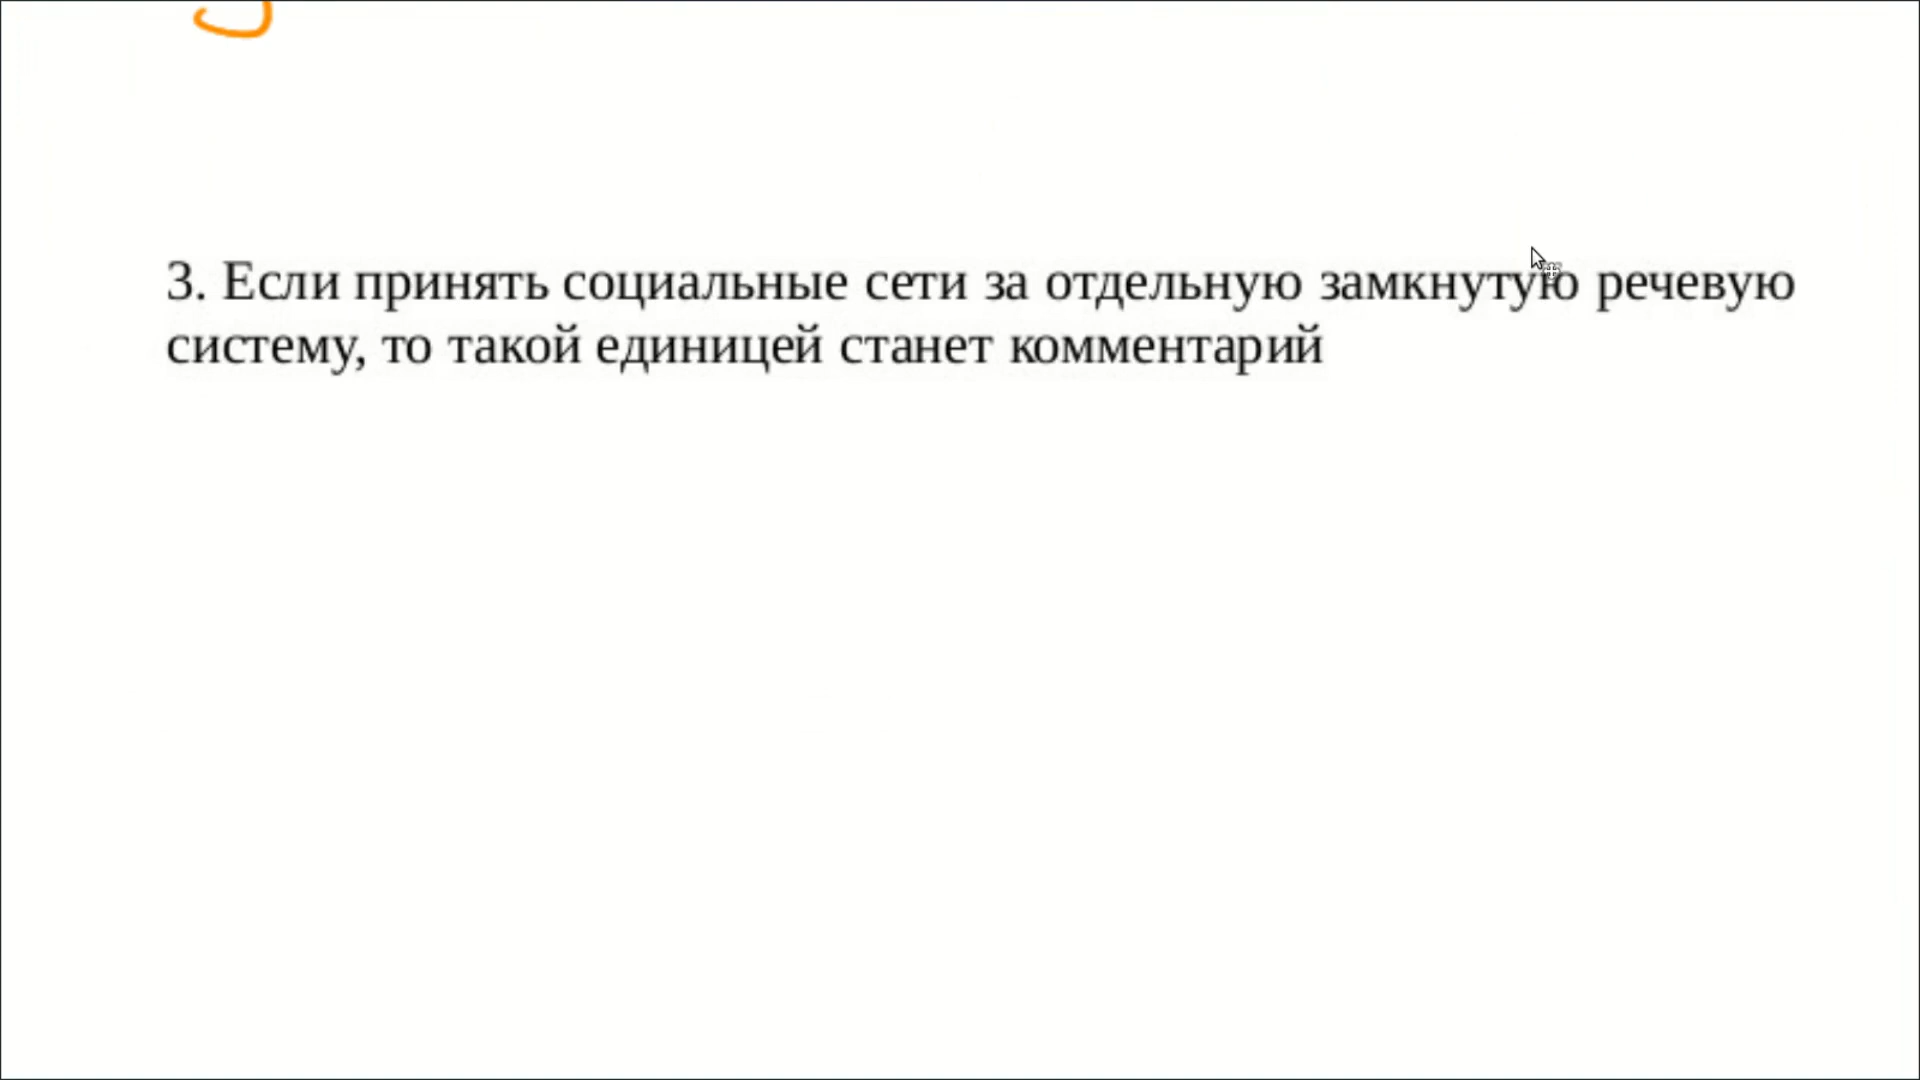 3. Если принять социальные сети за отдельную замкнутую речевую
систему, то такой единицей станет комментарий